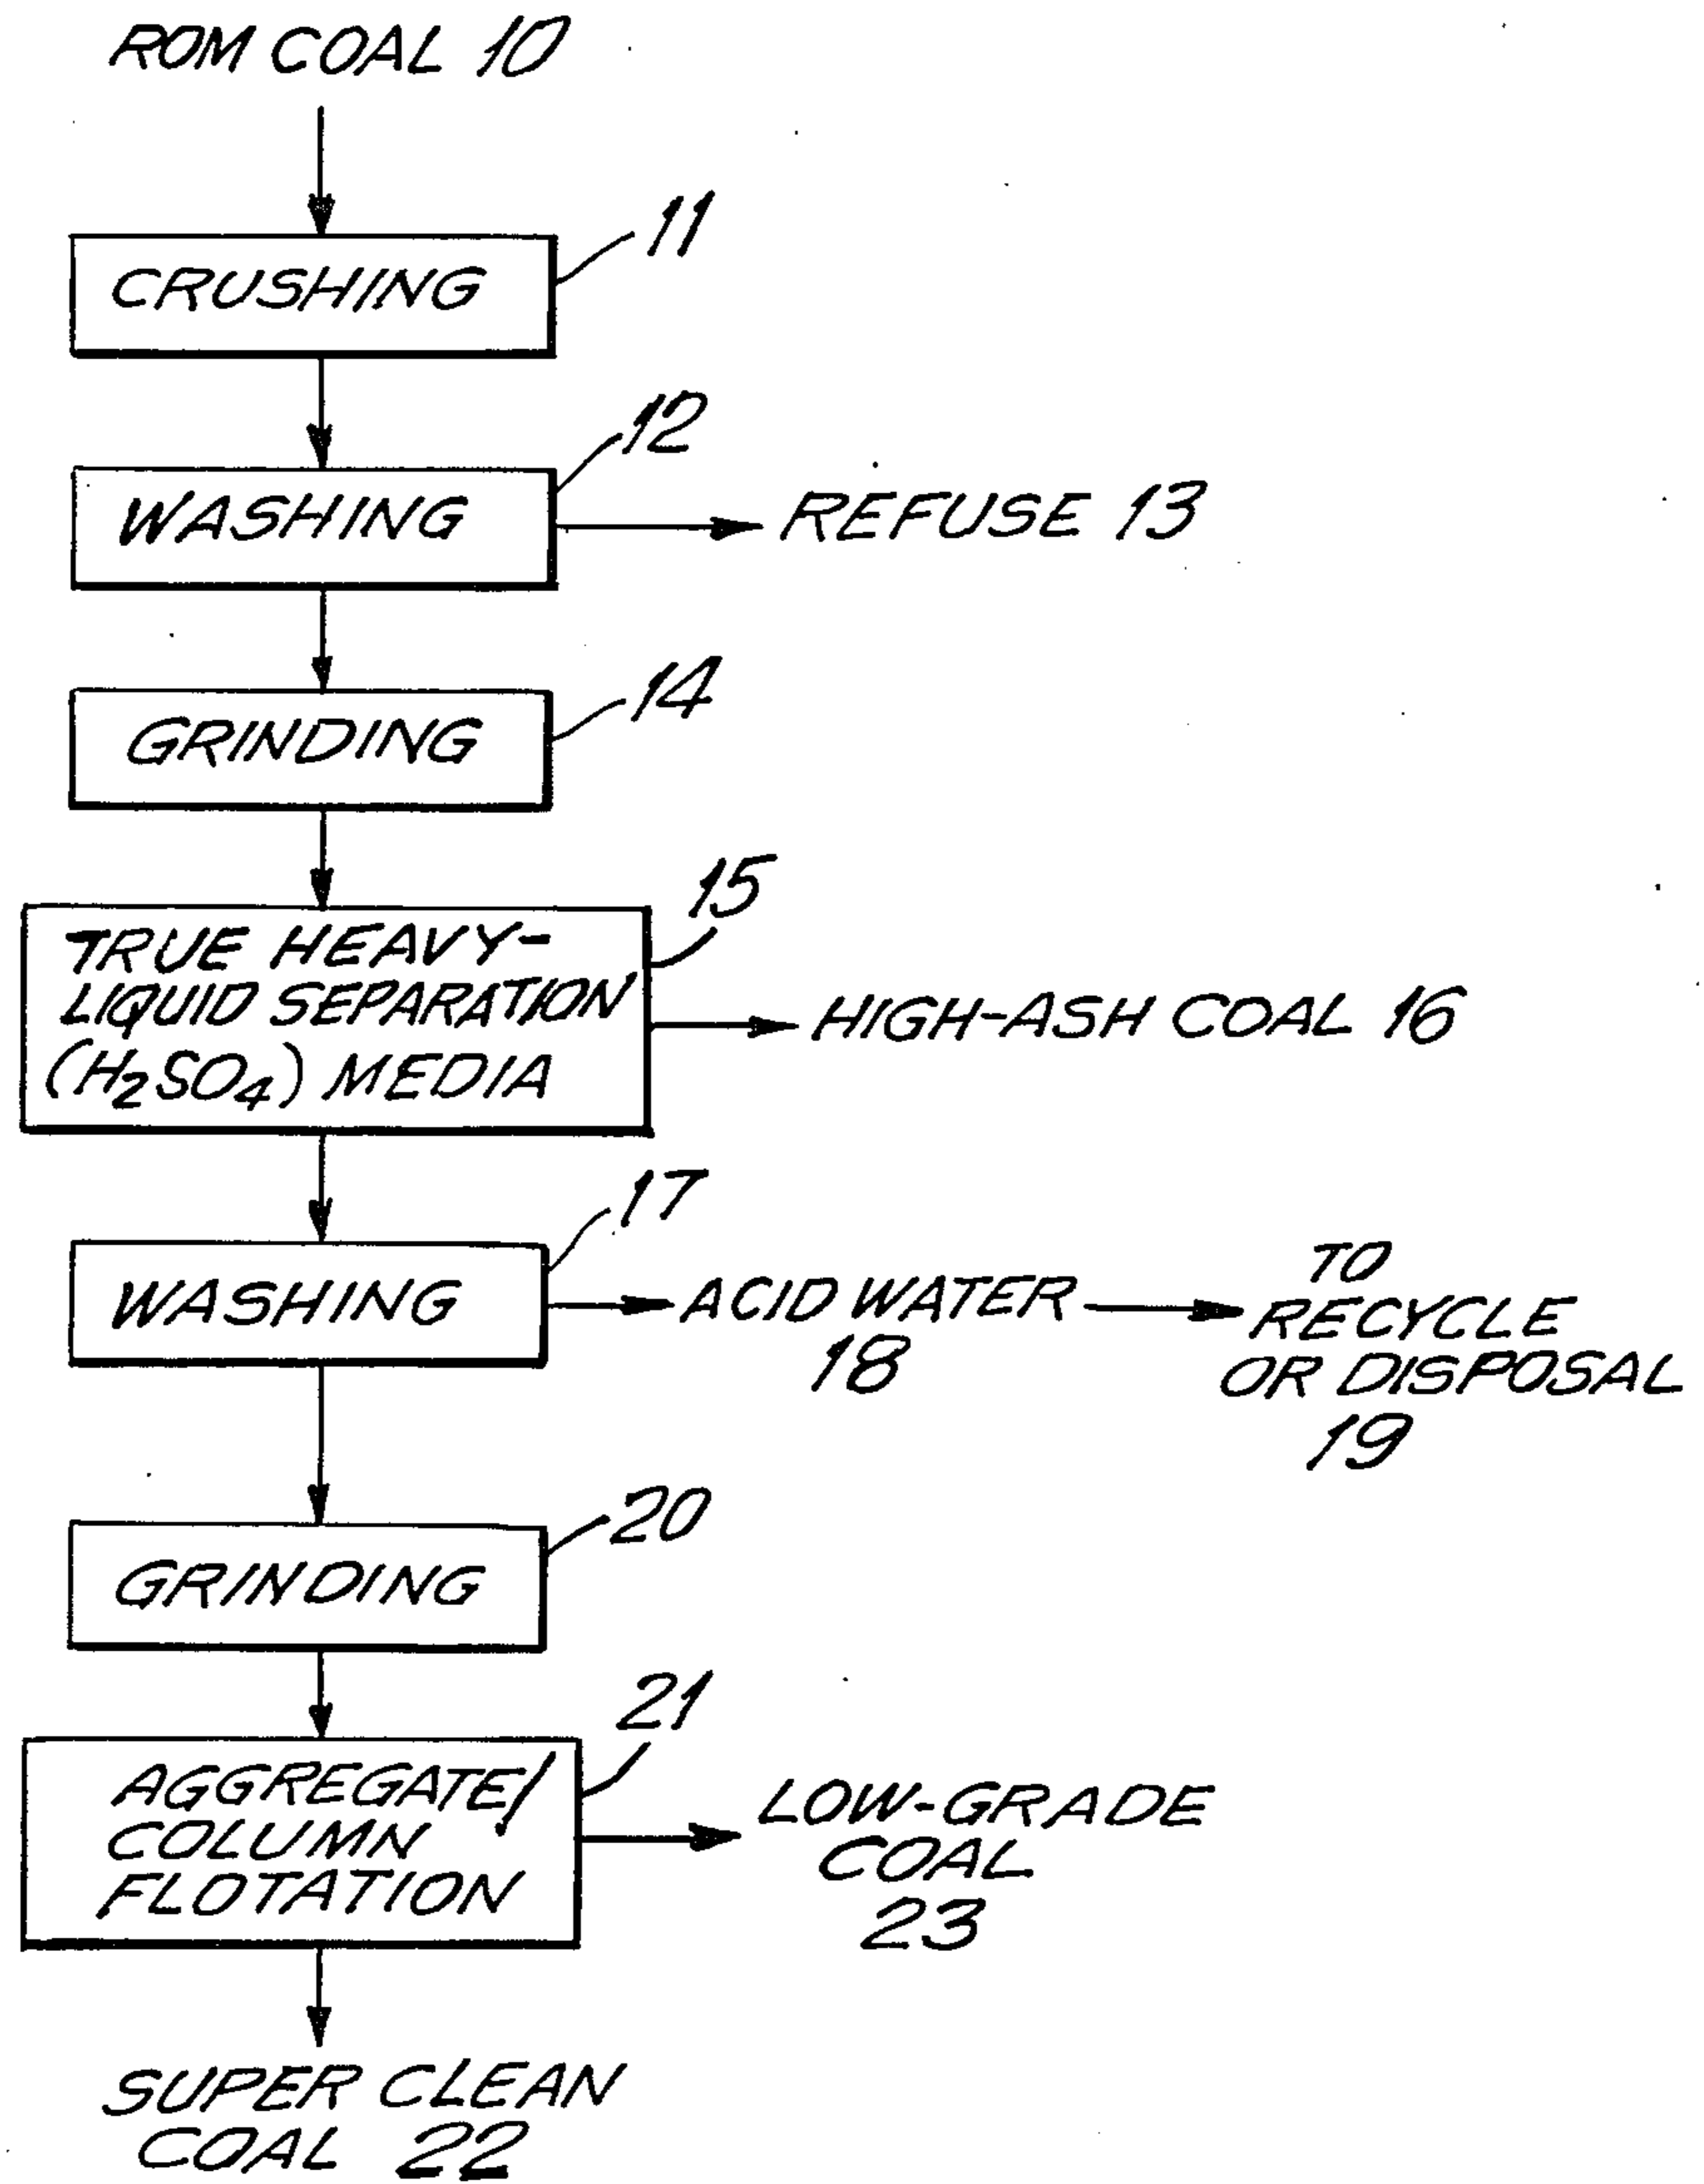 ROM COAL 10
CRUSHING
11
WASHING
12
REFUSE 13
GRINDING
14
TRUE HEAVY-
LIQUID SEPARATION
(H₂SO₄) MEDIA
15
HIGH-ASH COAL 16
WASHING
17
ACID WATER
18
TO
RECYCLE
OR DISPOSAL
19
GRINDING
20
AGGREGATE/
COLUMN
FLOTATION
21
LOW-GRADE
COAL
23
SUPER CLEAN
COAL 22